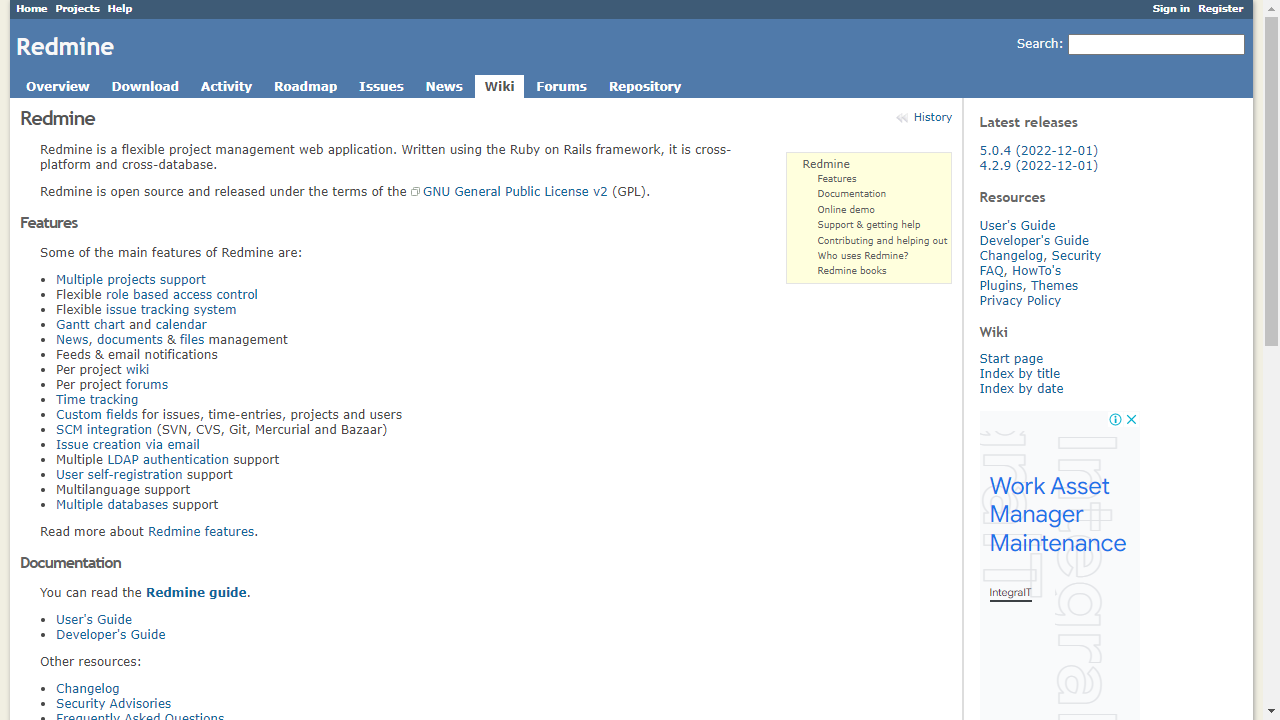 Home Projects Help
Sign in Register
Redmine
Search:
Overview Download Activity Roadmap Issues News Wiki Forums Repository
Redmine
History
Redmine is a flexible project management web application. Written using the Ruby on Rails framework, it is cross-
platform and cross-database.
Redmine is open source and released under the terms of the GNU General Public License v2 (GPL).
Redmine
Features
Documentation
Online demo
Support & getting help
Contributing and helping out
Who uses Redmine?
Redmine books
Features
Some of the main features of Redmine are:
Multiple projects support
Flexible role based access control
Flexible issue tracking system
Gantt chart and calendar
News, documents & files management
Feeds & email notifications
Per project wiki
Per project forums
Time tracking
Custom fields for issues, time-entries, projects and users
SCM integration (SVN, CVS, Git, Mercurial and Bazaar)
Issue creation via email
Multiple LDAP authentication support
User self-registration support
Multilanguage support
Multiple databases support
Read more about Redmine features.
Documentation
You can read the Redmine guide.
User's Guide
Developer's Guide
Other resources:
Changelog
Security Advisories
Frequently Asked Questions
Latest releases
5.0.4 (2022-12-01)
4.2.9 (2022-12-01)
Resources
User's Guide
Developer's Guide
Changelog, Security
FAQ, HowTo's
Plugins, Themes
Privacy Policy
Wiki
Start page
Index by title
Index by date
Work Asset
Manager
Maintenance
IntegraIT